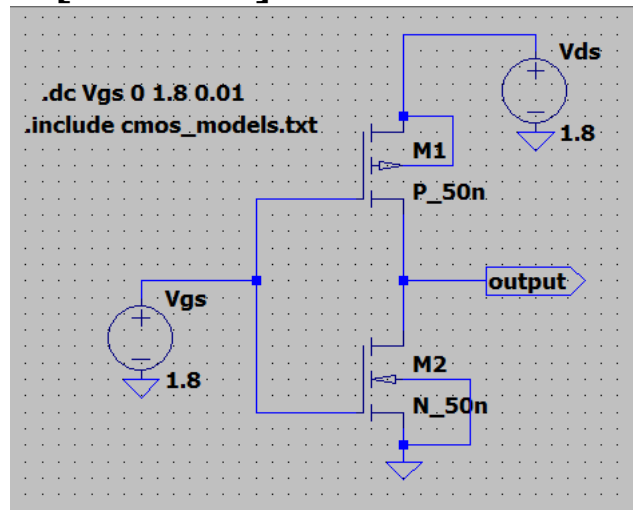 Vds
.dc Vgs 0 1.8 0.01
.include cmos_models.txt
1.8
M1
P_50n
output
Vgs
M2
1.8
N_50n